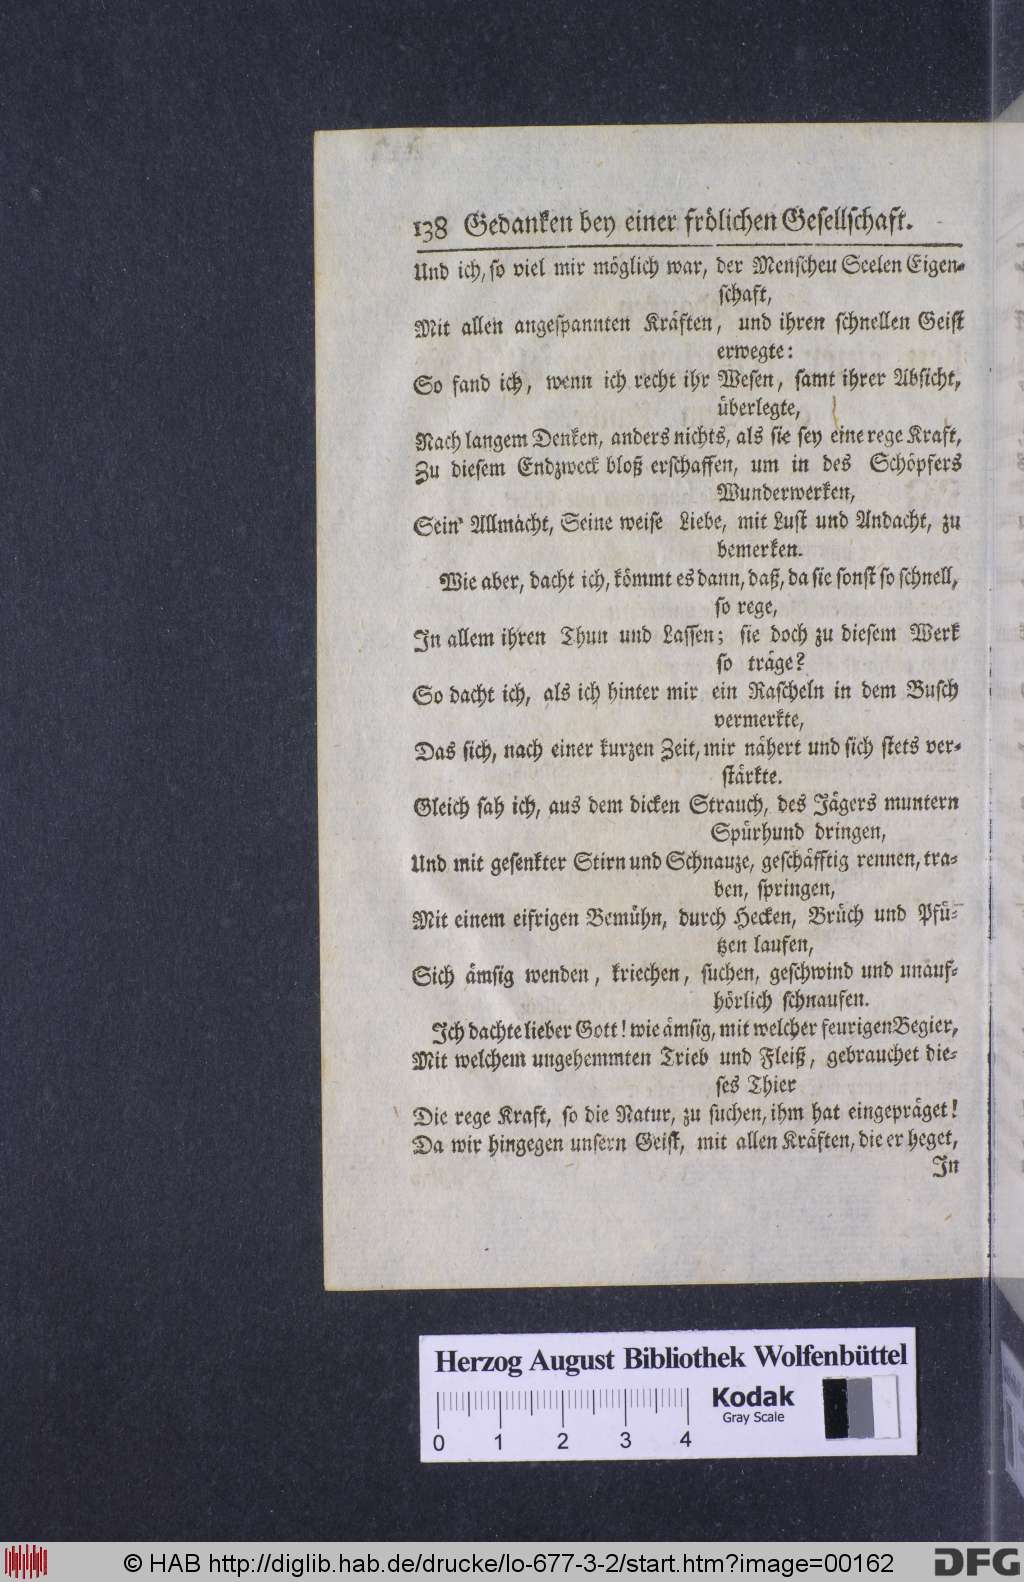 138 Gedanken bey einer frölichen Gesellschaft.
Und ich, so viel mir möglich war, der Menscheu Seelen Eigen-
schaft,
Mit allen angespannten Kräften, und ihren schnellen Geist
erwegte:
So fand ich, wenn ich recht ihr Wesen, samt ihrer Absicht,
überlegte,
Nach langem Denken, anders nichts, als sie sey eine rege Kraft,
Zu diesem Endzweck bloß erschaffen, um in des Schöpfers
Wunderwerken,
Sein' Allmacht, Seine weise Liebe, mit Lust und Andacht, zu
bemerken.
Wie aber, dacht ich, kömmt es dann, daß, da sie sonst so schnell,
so rege,
In allem ihren Thun und Lassen; sie doch zu diesem Werk
so träge?
So dacht ich, als ich hinter mir ein Rascheln in dem Busch
vermerkte,
Das sich, nach einer kurzen Zeit, mir nähert und sich stets ver-
stärkte.
Gleich sah ich, aus dem dicken Strauch, des Jägers muntern
Spürhund dringen,
Und mit gesenkter Stirn und Schnauze, geschäfftig rennen, tra-
ben, springen,
Mit einem eifrigen Bemühn, durch Hecken, Brüch und Pfü-
tzen laufen,
Sich ämsig wenden, kriechen, suchen, geschwind und unauf-
hörlich schnaufen.
Ich dachte lieber Gott! wie ämsig, mit welcher feurigen Begier,
Mit welchem ungehemmten Trieb und Fleiß, gebrauchet die-
ses Thier
Die rege Kraft, so die Natur, zu suchen, ihm hat eingepräget!
Da wir hingegen unsern Geist, mit allen Kräften, die er heget,
In
Herzog August Bibliothek Wolfenbüttel
Kodak
Gray Scale
0 1 2 3 4
© HAB http://diglib.hab.de/drucke/lo-677-3-2/start.htm?image=00162
DFG